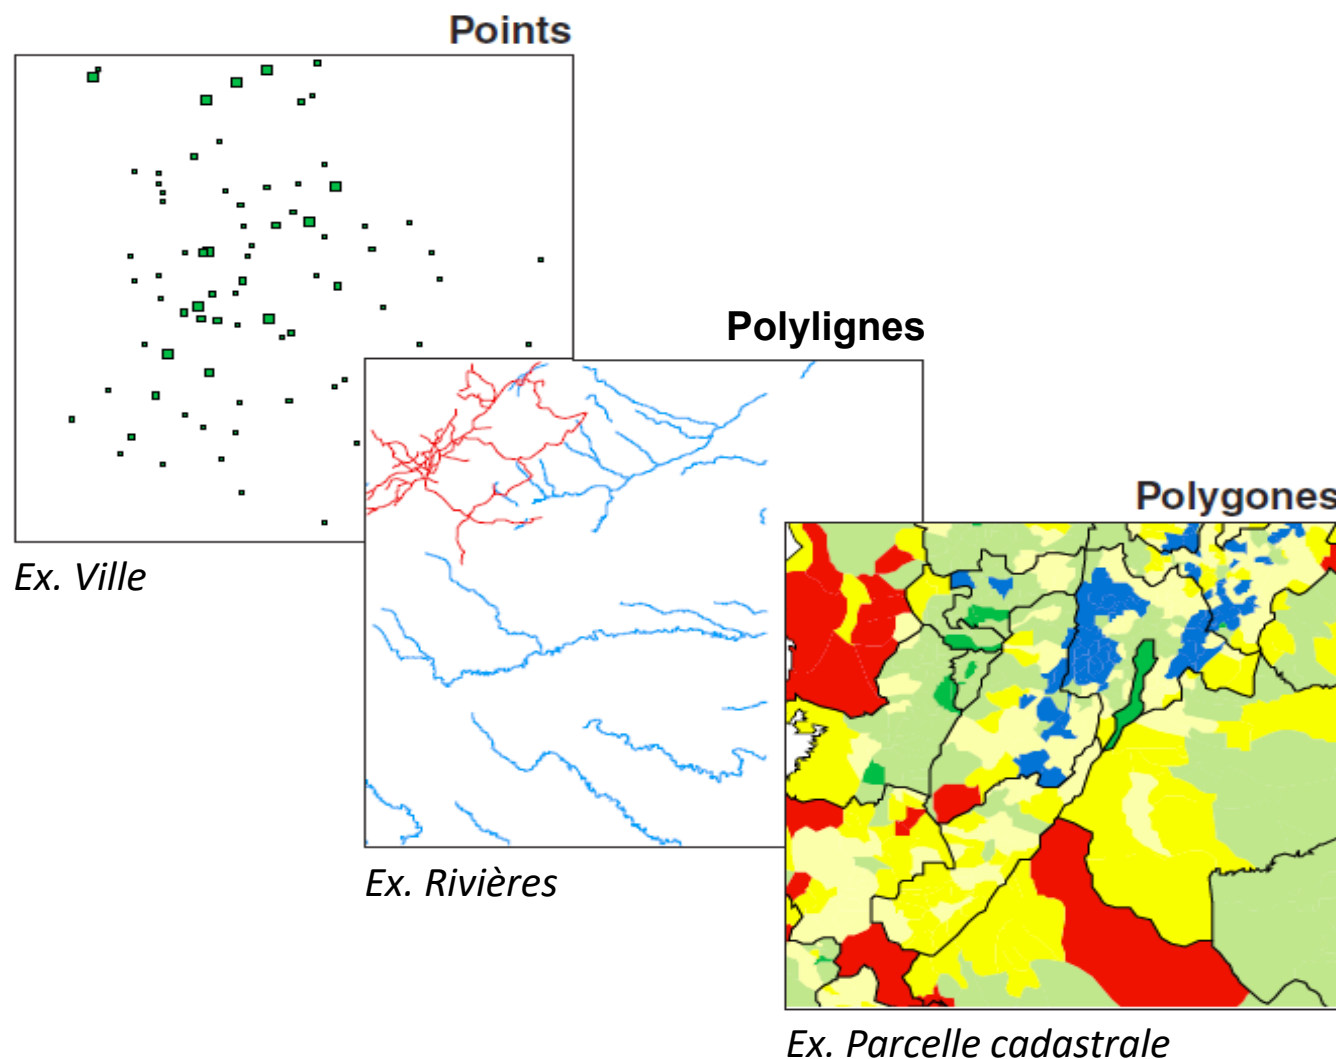 Points
Ex. Ville
Polylignes
Ex. Rivières
Polygones
Ex. Parcelle cadastrale